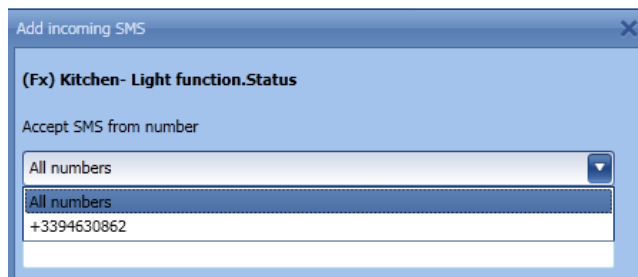 Add incoming SMS
(Fx) Kitchen- Light function.Status
Accept SMS from number
All numbers
All numbers
+3394630862